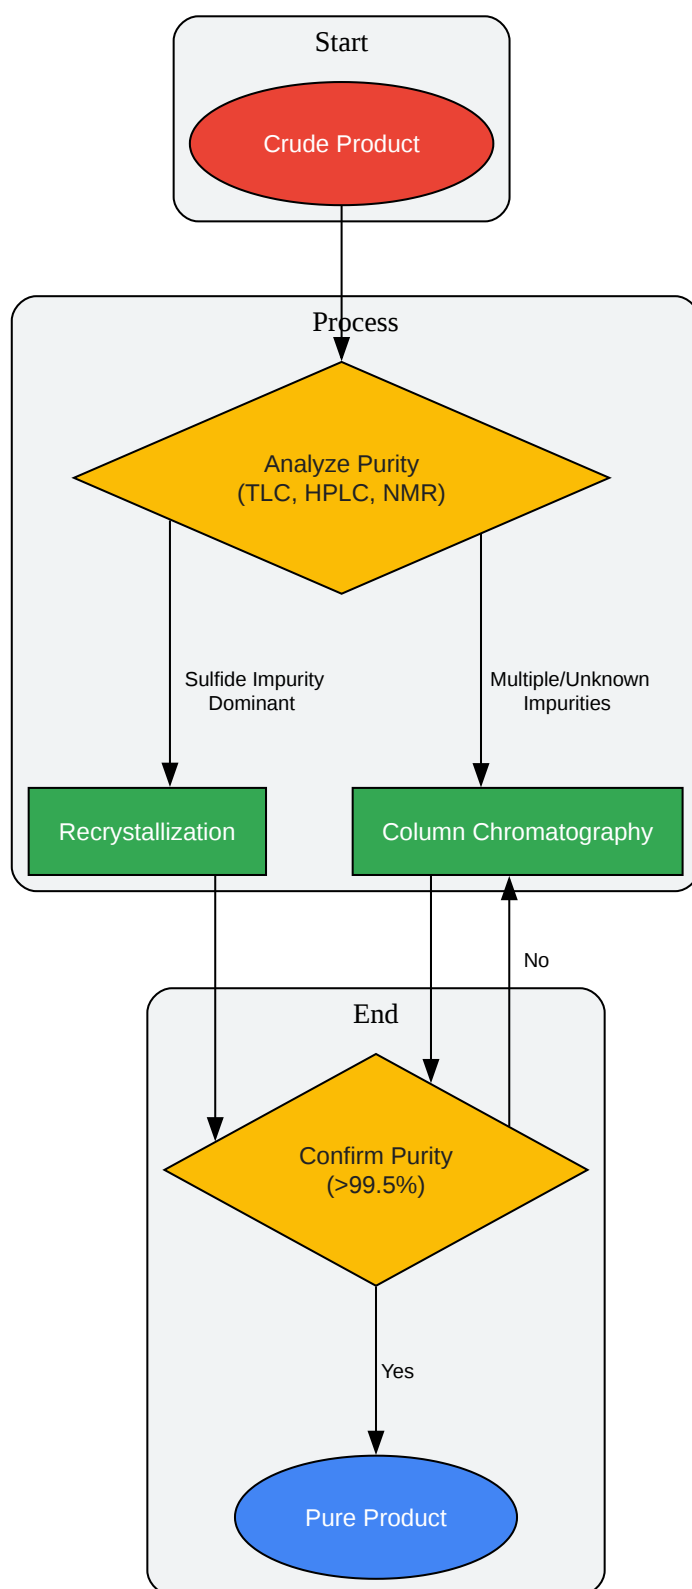 Start
Crude Product
Process
Analyze Purity
(TLC, HPLC, NMR)
Sulfide Impurity
Dominant
Multiple/Unknown
Impurities
Recrystallization
Column Chromatography
No
End
Confirm Purity
(>99.5%)
Yes
Pure Product